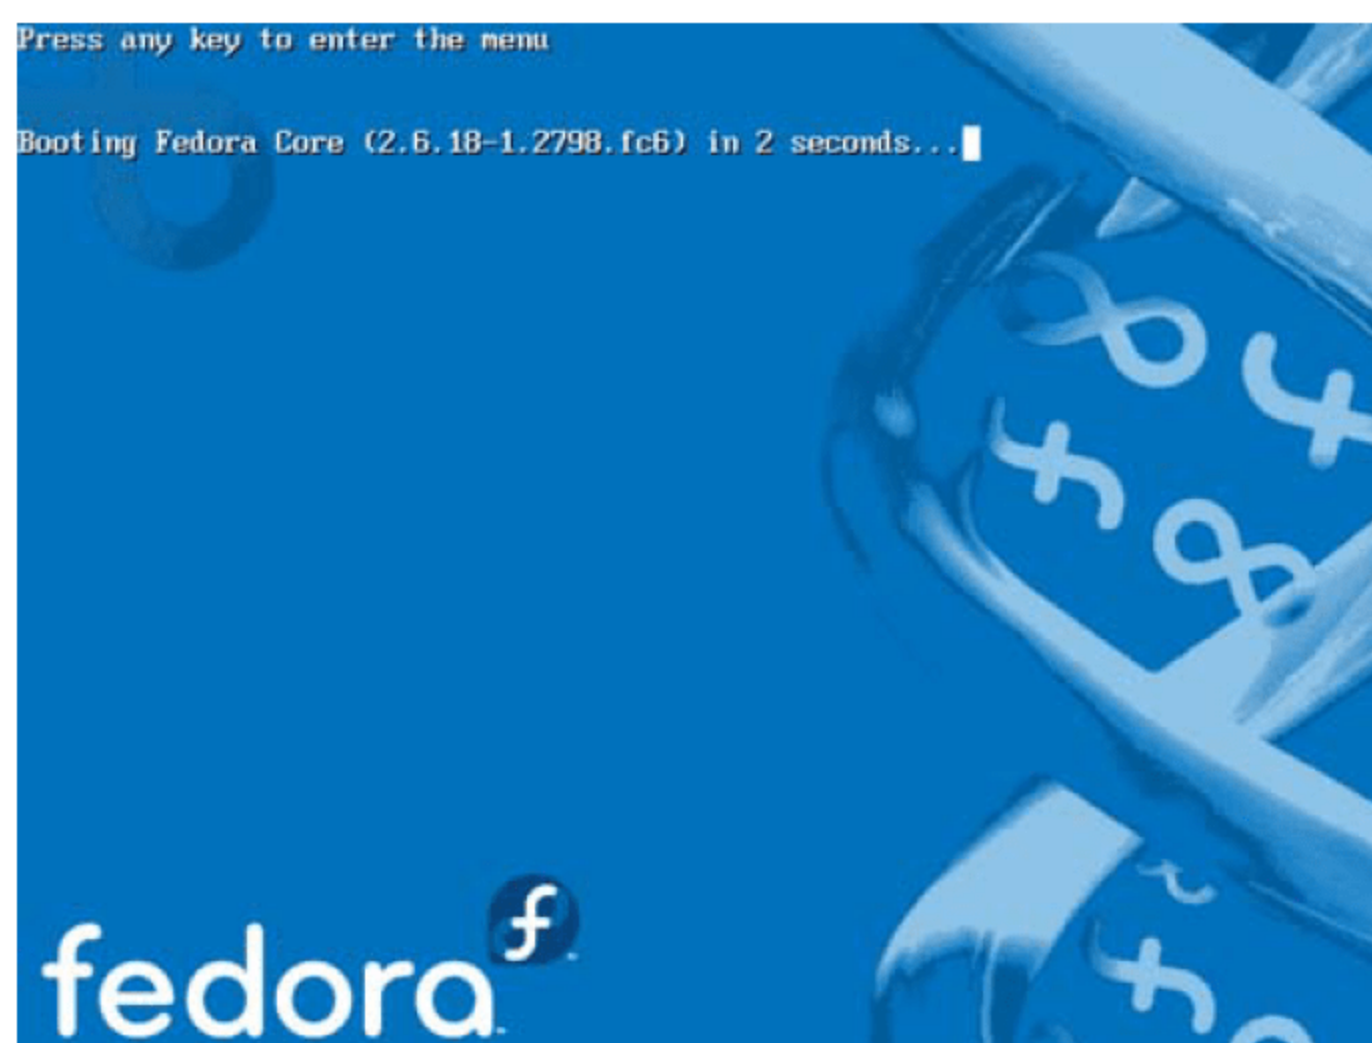 Press any key to enter the menu
Booting Fedora Core (2.6.18-1.2798.fc6) in 2 seconds...
fedora